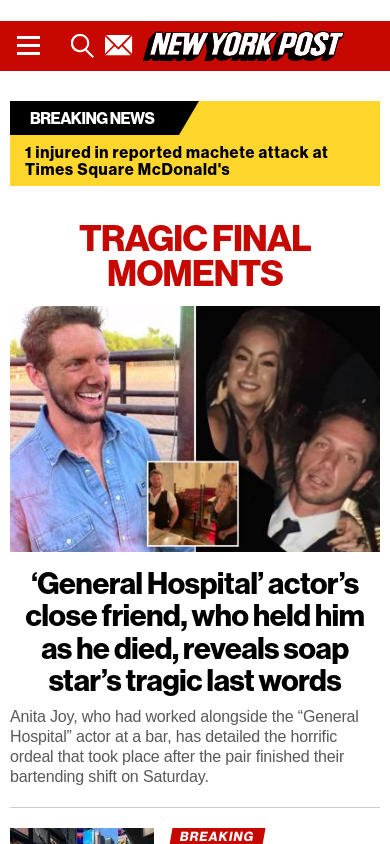 NEW YORK POST
BREAKING NEWS
1 injured in reported machete attack at
Times Square McDonald's
TRAGIC FINAL
MOMENTS
‘General Hospital’ actor’s
close friend, who held him
as he died, reveals soap
star’s tragic last words
Anita Joy, who had worked alongside the “General
Hospital” actor at a bar, has detailed the horrific
ordeal that took place after the pair finished their
bartending shift on Saturday.
BREAKING